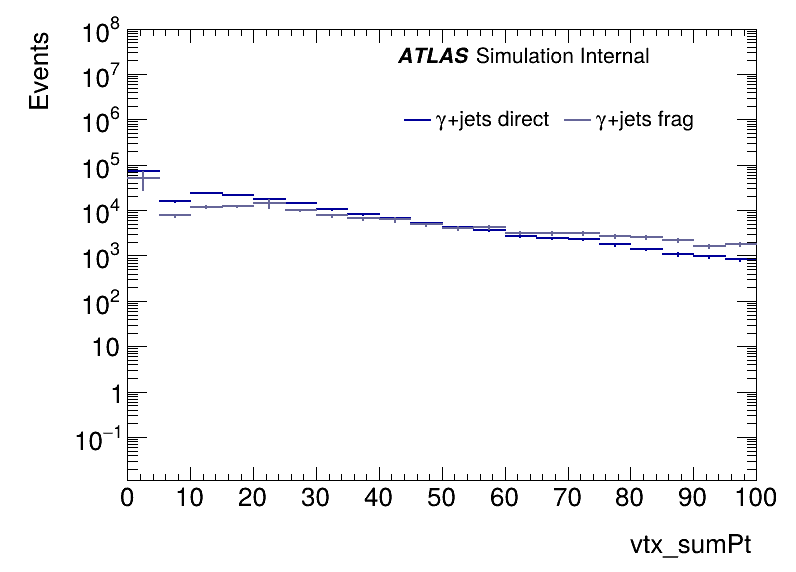 ATLAS Simulation Internal
γ+jets direct γ+jets frag
Events
10⁸
10⁷
10⁶
10⁵
10⁴
10³
10²
10
1
10⁻¹
0 10 20 30 40 50 60 70 80 90 100
vtx_sumPt